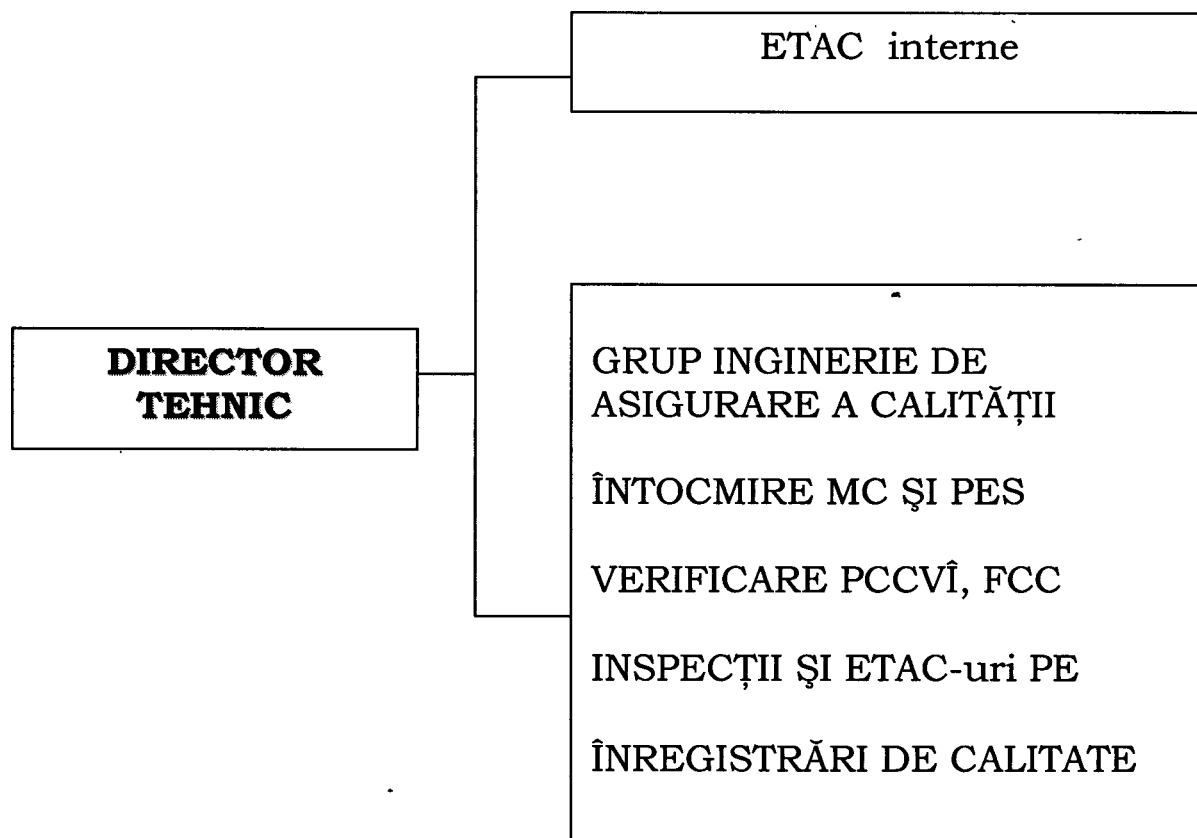 ETAC interne
DIRECTOR
TEHNIC
GRUP INGINERIE DE
ASIGURARE A CALITĂȚII
ÎNTOCMIRE MC ŞI PES
VERIFICARE PCCVÎ, FCC
INSPECȚII ŞI ETAC-uri PE
ÎNREGISTRĂRI DE CALITATE